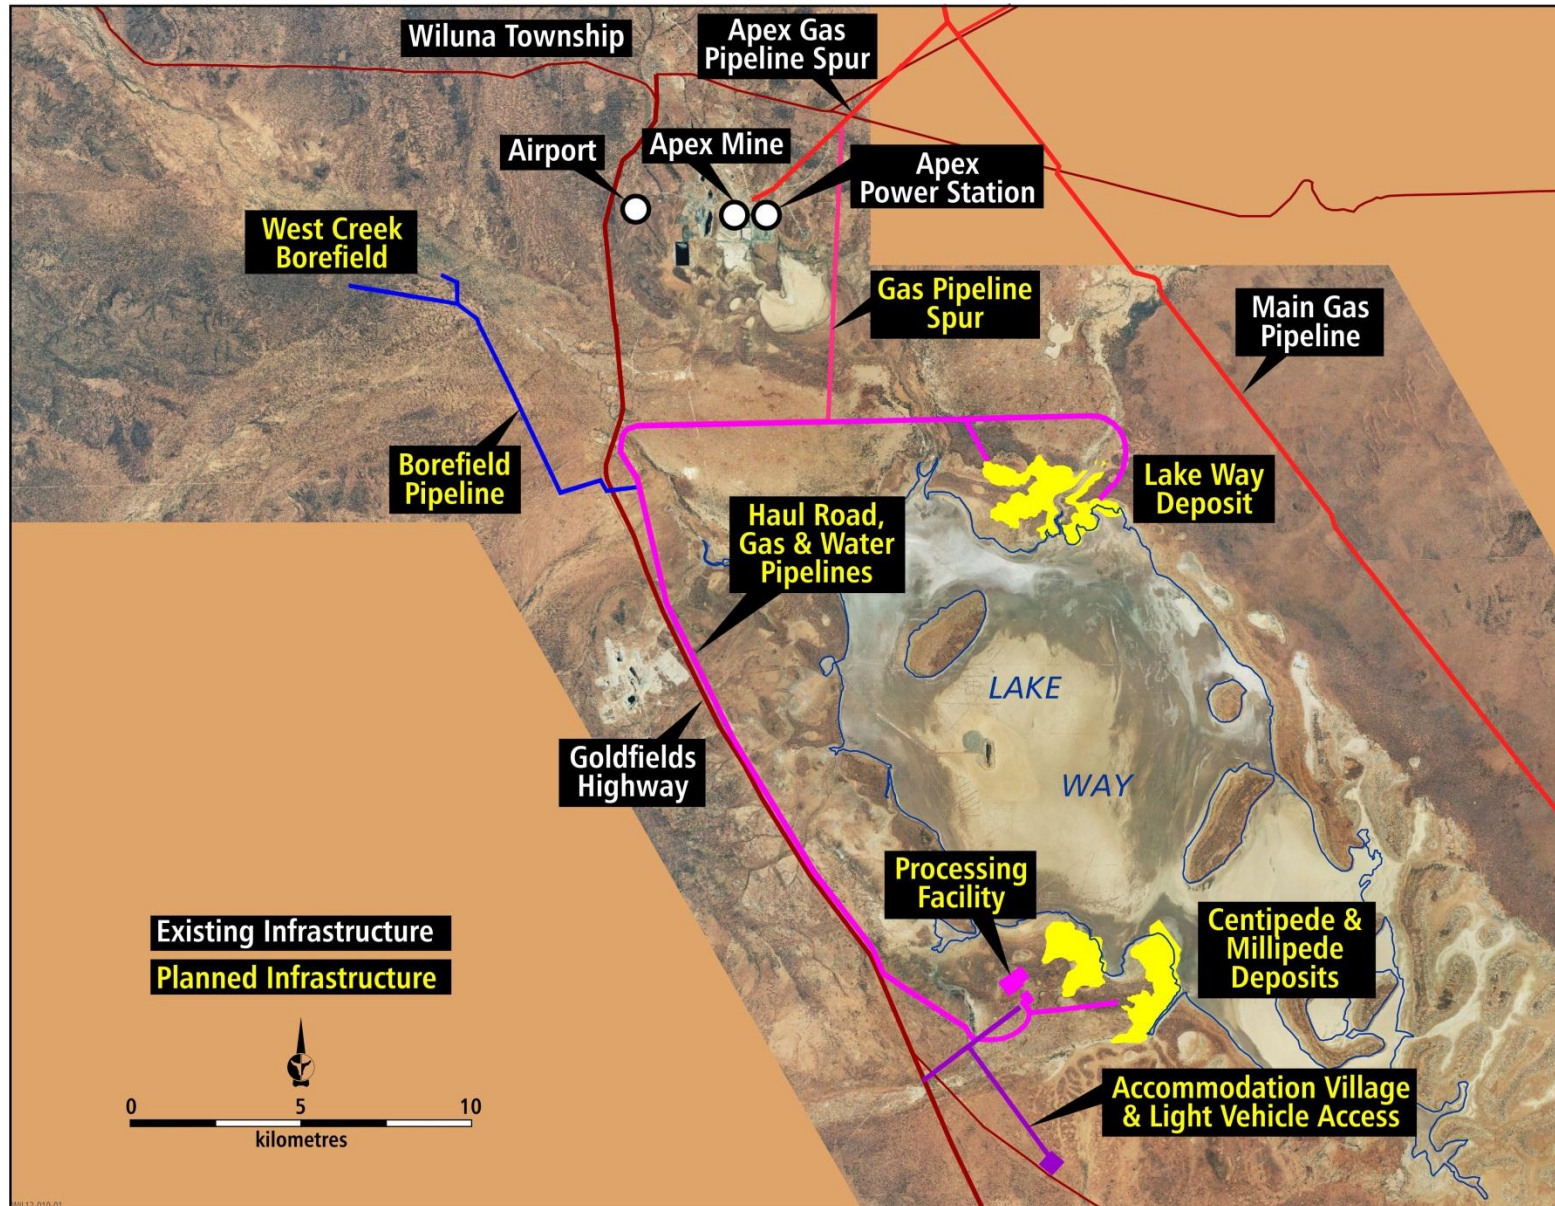 Wiluna Township
Apex Gas
Pipeline Spur
Airport
Apex Mine
Apex
Power Station
West Creek
Borefield
Gas Pipeline
Spur
Main Gas
Pipeline
Borefield
Pipeline
Lake Way
Deposit
Haul Road,
Gas & Water
Pipelines
LAKE
WAY
Goldfields
Highway
Processing
Facility
Centipede &
Millipede
Deposits
Existing Infrastructure
Planned Infrastructure
Accommodation Village
& Light Vehicle Access
0 5 10
kilometres